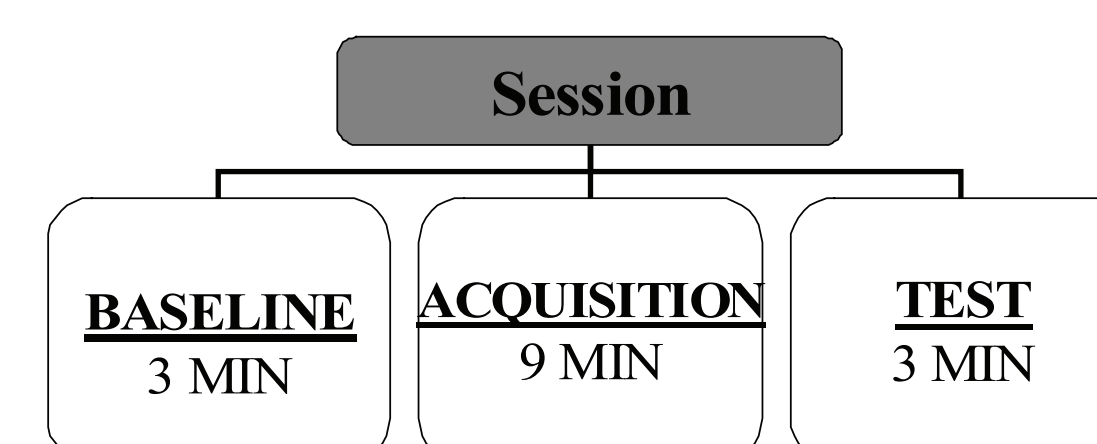 Session
BASELINE
3 MIN
ACQUISITION
9 MIN
TEST
3 MIN